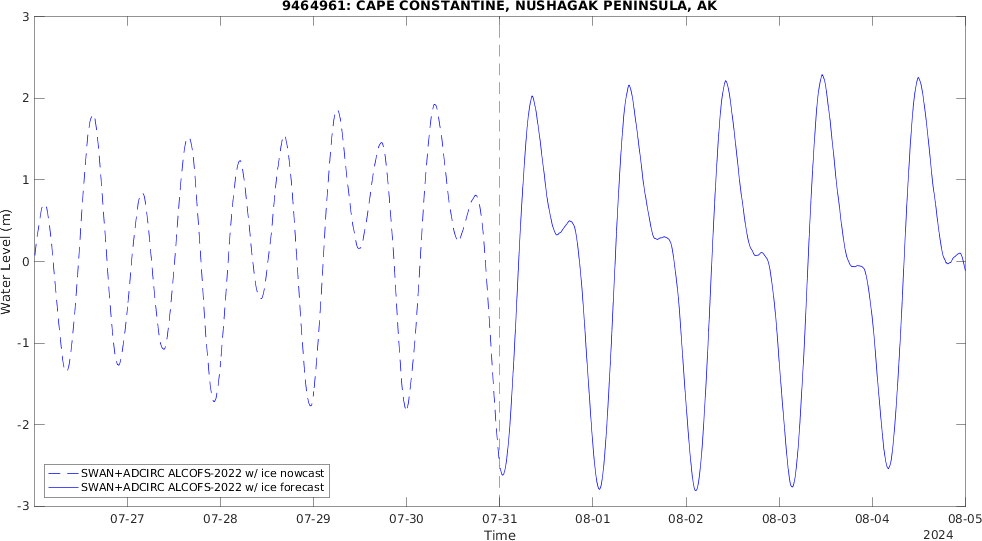 9464961: CAPE CONSTANTINE, NUSHAGAK PENINSULA, AK
3
2
1
0
-1
-2
-3
Water Level (m)
SWAN+ADCIRC ALCOFS-2022 w/ ice nowcast
SWAN+ADCIRC ALCOFS-2022 w/ ice forecast
07-27 07-28 07-29 07-30 07-31 08-01 08-02 08-03 08-04 08-05
Time
2024